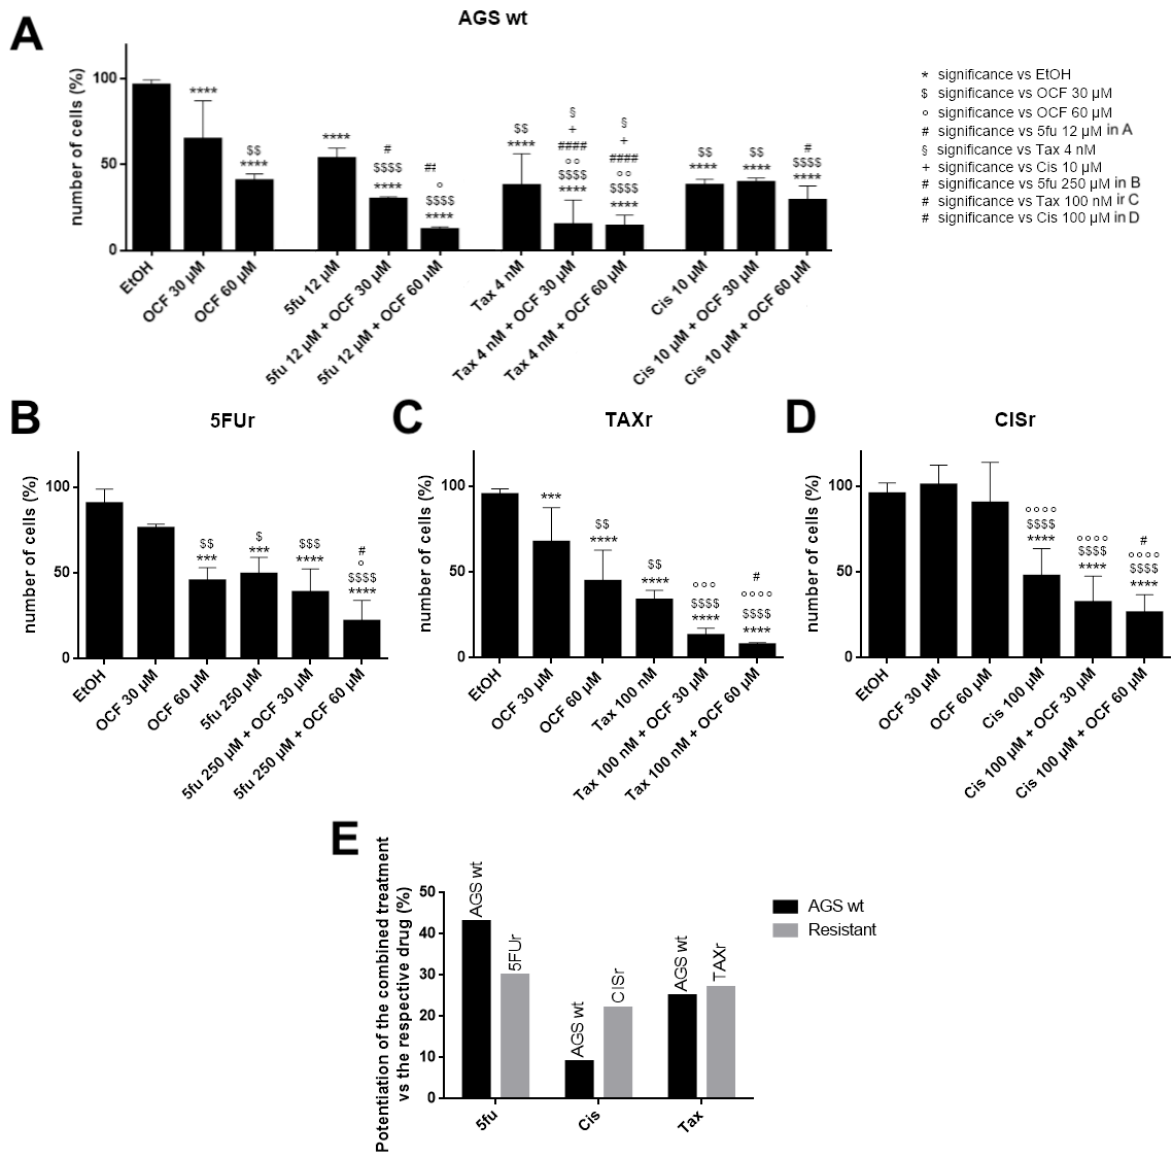 A
AGS wt
number of cells (%)
100
50
0
****
$$
****
****
#
$$$$
****
##
°
$$$$
****
$$
****
§
+
####
°°
$$$$
****
§
+
####
°°
$$$$
****
$$
****
$$
****
#
$$$$
****
EtOH
OCF 30 µM
OCF 60 µM
5fu 12 µM
5fu 12 µM + OCF 30 µM
5fu 12 µM + OCF 60 µM
Tax 4 nM
Tax 4 nM + OCF 30 µM
Tax 4 nM + OCF 60 µM
Cis 10 µM
Cis 10 µM + OCF 30 µM
Cis 10 µM + OCF 60 µM
* significance vs EtOH
$ significance vs OCF 30 µM
° significance vs OCF 60 µM
# significance vs 5fu 12 µM in A
§ significance vs Tax 4 nM
+ significance vs Cis 10 µM
# significance vs 5fu 250 µM in B
# significance vs Tax 100 nM ir C
# significance vs Cis 100 µM in D
B
5FUr
number of cells (%)
100
50
0
$$
***
$
***
$$$
****
#
°
$$$$
****
EtOH
OCF 30 µM
OCF 60 µM
5fu 250 µM
5fu 250 µM + OCF 30 µM
5fu 250 µM + OCF 60 µM
C
TAXr
number of cells (%)
100
50
0
***
$$
****
$$
****
°°°
$$$$
****
#
°°°°
$$$$
****
EtOH
OCF 30 µM
OCF 60 µM
Tax 100 nM
Tax 100 nM + OCF 30 µM
Tax 100 nM + OCF 60 µM
D
CISr
number of cells (%)
100
50
0
°°°°
$$$$
****
°°°°
$$$$
****
#
°°°°
$$$$
****
EtOH
OCF 30 µM
OCF 60 µM
Cis 100 µM
Cis 100 µM + OCF 30 µM
Cis 100 µM + OCF 60 µM
E
Potentiation of the combined treatment
vs the respective drug (%)
50
40
30
20
10
0
AGS wt
5FUr
AGS wt
CISr
AGS wt
TAXr
5fu
Cis
Tax
AGS wt
Resistant